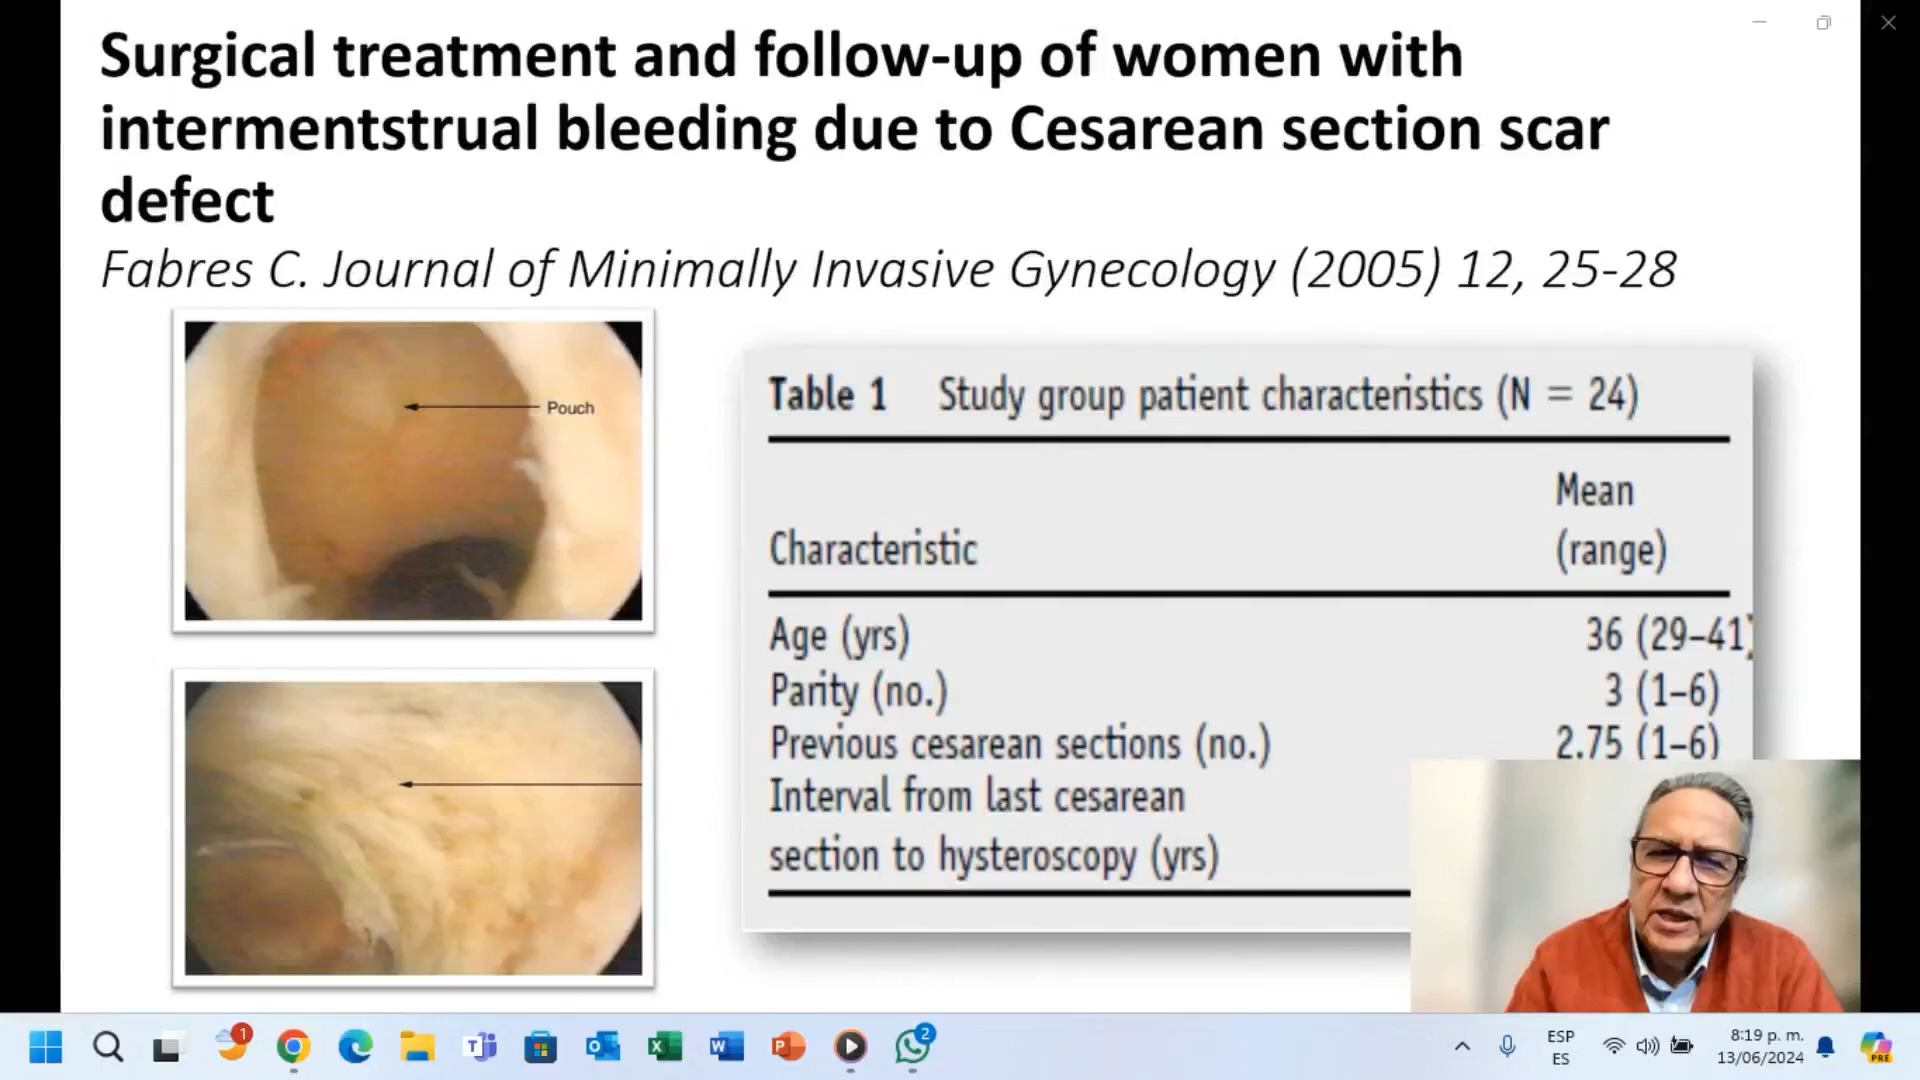 Surgical treatment and follow-up of women with
intermentstrual bleeding due to Cesarean section scar
defect
Fabres C. Journal of Minimally Invasive Gynecology (2005) 12, 25-28
Pouch
Table 1 Study group patient characteristics (N = 24)
Mean
Characteristic (range)
Age (yrs) 36 (29–41)
Parity (no.) 3 (1–6)
Previous cesarean sections (no.) 2.75 (1–6)
Interval from last cesarean
section to hysteroscopy (yrs)
1
2
ESP
ES
8:19 p. m.
13/06/2024
PRE